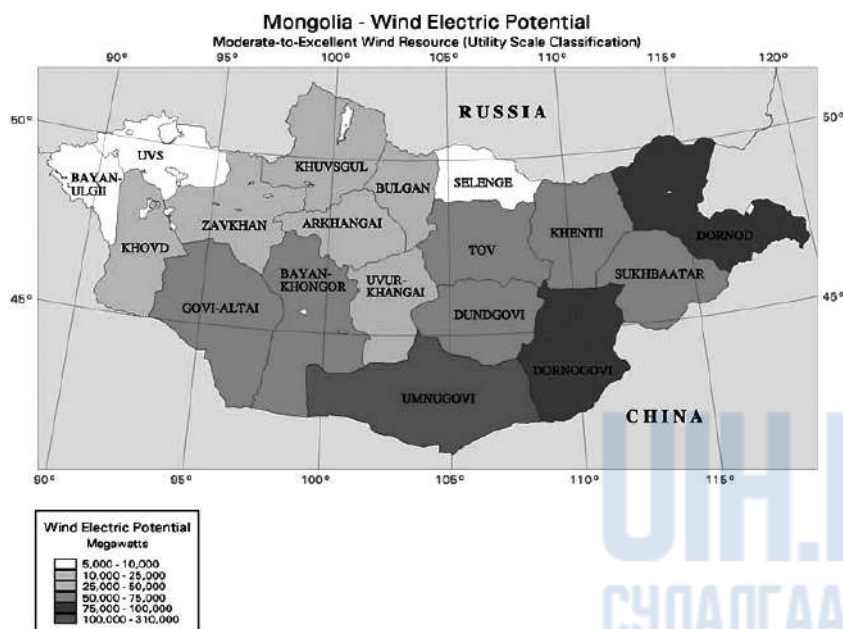 Mongolia - Wind Electric Potential
Moderate-to-Excellent Wind Resource (Utility Scale Classification)
90° 95° 100° 105° 110° 115° 120°
RUSSIA
50° 50°
UVS
BAYAN-
ULGII
KHUVSGUL
BULGAN
SELENGE
ZAVKHAN
ARKHANGAI
KHOVD
TOV
KHENTII
DORNOD
BAYAN-
KHONGOR
UVUR-
KHANGAI
SUKHBAATAR
45° 45°
GOVI-ALTAI
DUNDGOVI
DORNOGOVI
UMNUGOVI
CHINA
90° 95° 100° 105° 110° 115°
Wind Electric Potential
Megawatts
5,000 - 10,000
10,000 - 25,000
25,000 - 50,000
50,000 - 75,000
75,000 - 100,000
100,000 - 310,000
UIH.
СУДАЛГАА